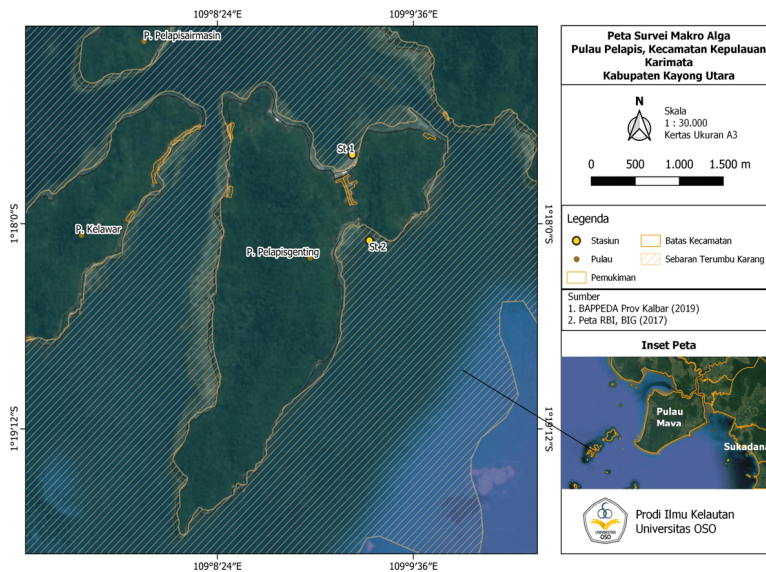 109°8'24"E
109°9'36"E
P. Pelapisairmasin
St 1
1°18'0"S
1°18'0"S
P. Kelawar
St 2
P. Pelapisgenting
1°19'12"S
1°19'12"S
109°8'24"E
109°9'36"E
Peta Survei Makro Alga
Pulau Pelapis, Kecamatan Kepulauan
Karimata
Kabupaten Kayong Utara
N
Skala
1 : 30.000
Kertas Ukuran A3
0 500 1.000 1.500 m
Legenda
Stasiun
Pulau
Pemukiman
Batas Kecamatan
Sebaran Terumbu Karang
Sumber
1. BAPPEDA Prov Kalbar (2019)
2. Peta RBI, BIG (2017)
Inset Peta
Pulau
Maya
Sukadana
UNIVERSITAS
OSO
Prodi Ilmu Kelautan
Universitas OSO